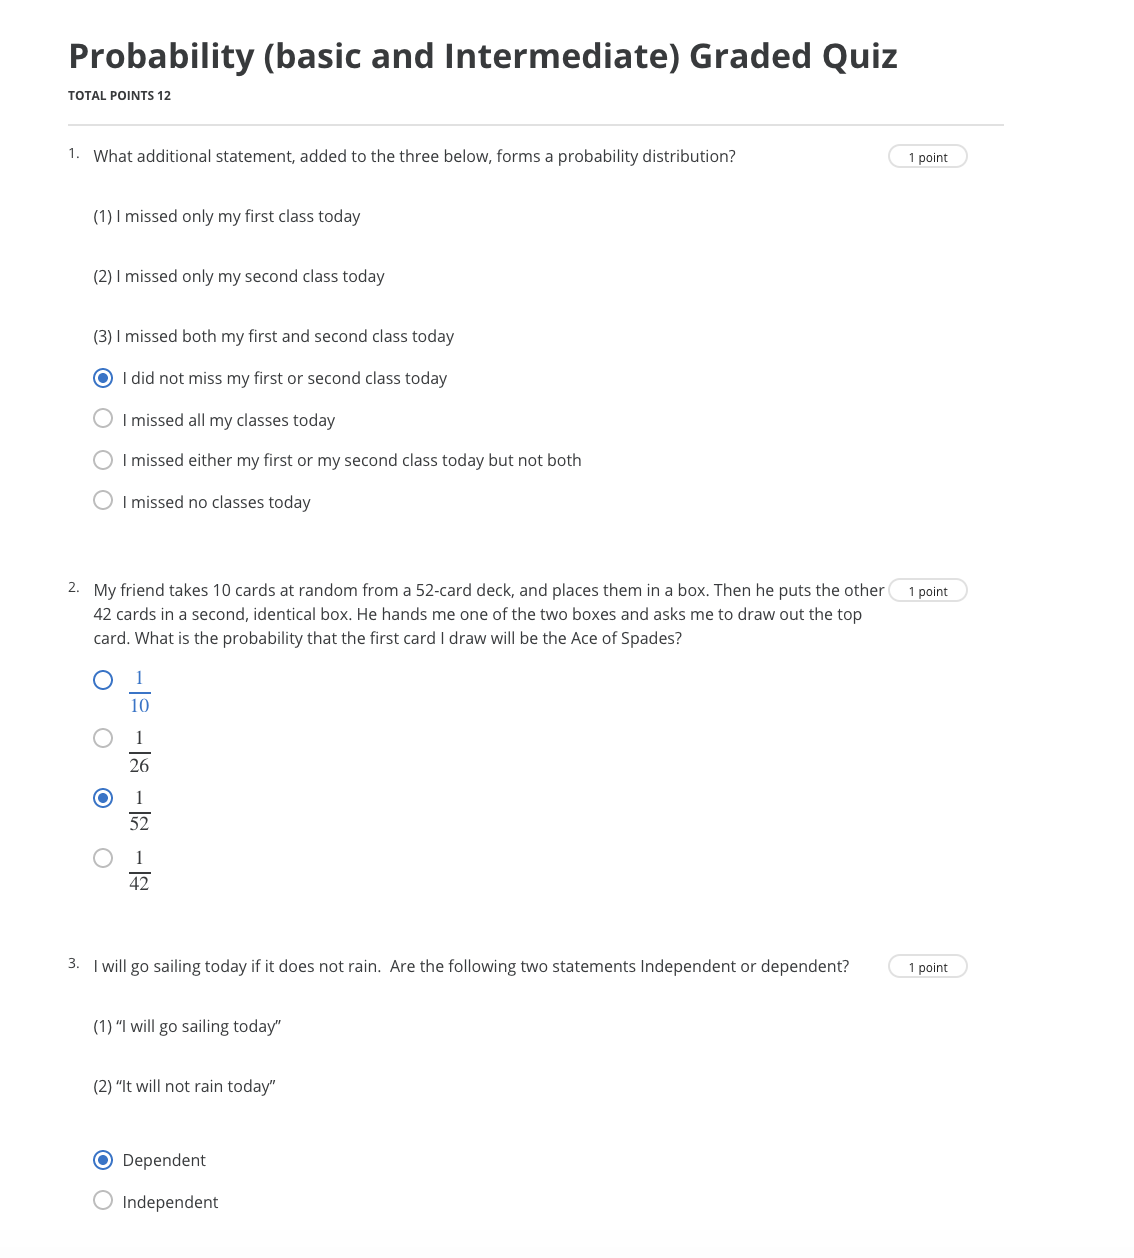 Probability (basic and Intermediate) Graded Quiz
TOTAL POINTS 12
1. What additional statement, added to the three below, forms a probability distribution?
1 point
(1) I missed only my first class today
(2) I missed only my second class today
(3) I missed both my first and second class today
I did not miss my first or second class today
I missed all my classes today
I missed either my first or my second class today but not both
I missed no classes today
2. My friend takes 10 cards at random from a 52-card deck, and places them in a box. Then he puts the other
1 point
42 cards in a second, identical box. He hands me one of the two boxes and asks me to draw out the top
card. What is the probability that the first card I draw will be the Ace of Spades?
1
10
1
26
1
52
1
42
3. I will go sailing today if it does not rain.  Are the following two statements Independent or dependent?
1 point
(1) “I will go sailing today”
(2) “It will not rain today”
Dependent
Independent